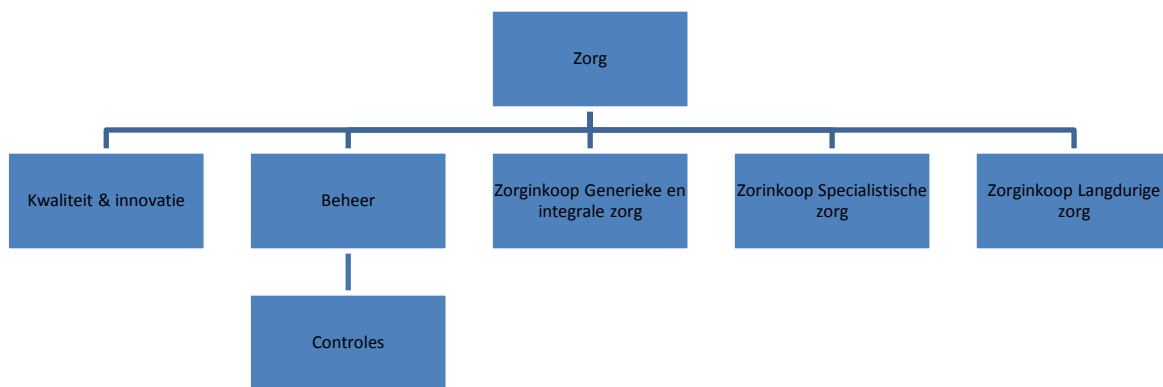 Zorg
Kwaliteit & innovatie
Beheer
Zorginkoop Generieke en
integrale zorg
Zorinkoop Specialistische
zorg
Zorginkoop Langdurige
zorg
Controles